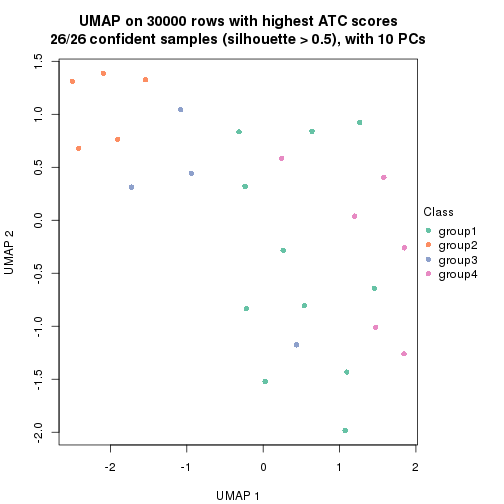 UMAP on 30000 rows with highest ATC scores
26/26 confident samples (silhouette > 0.5), with 10 PCs
1.5
1.0
0.5
0.0
-0.5
-1.0
-1.5
-2.0
UMAP 2
-2
-1
0
1
2
UMAP 1
Class
group1
group2
group3
group4